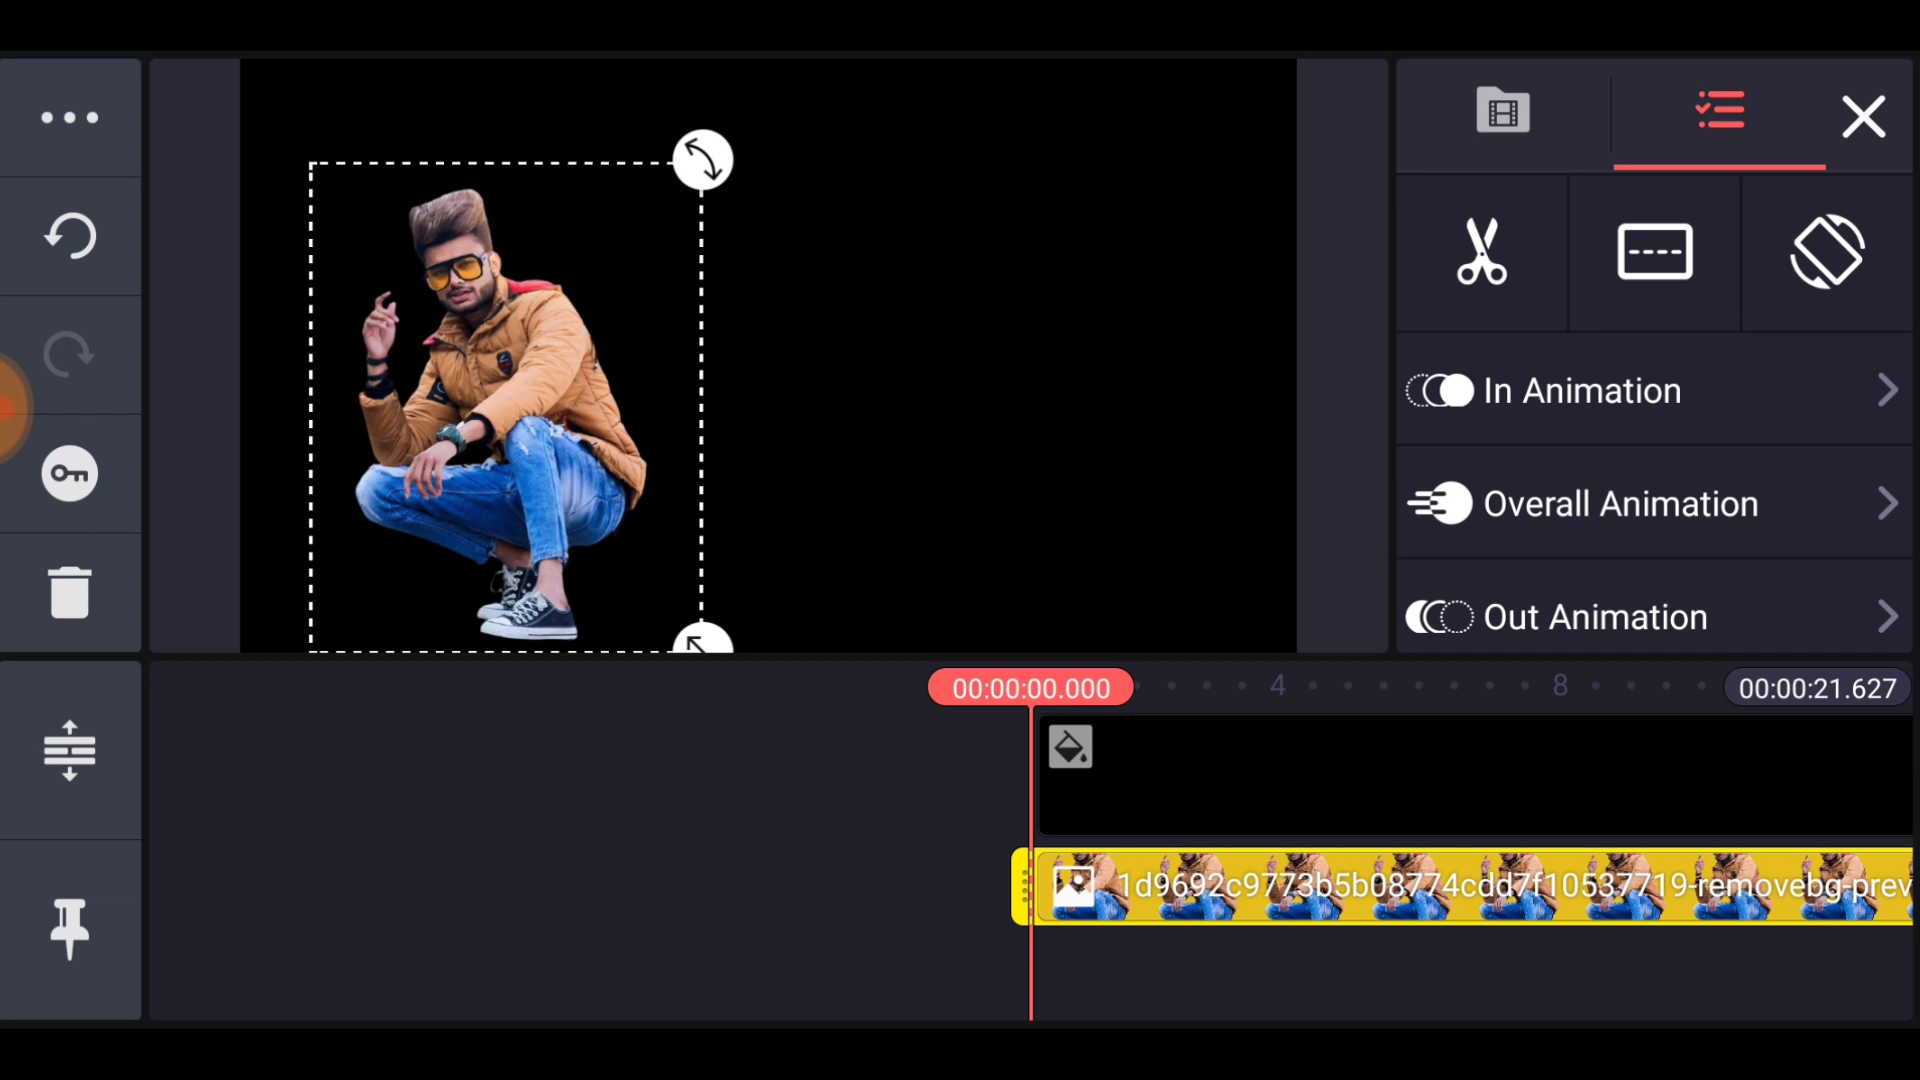 In Animation
Overall Animation
Out Animation
00:00:00.000
4
8
00:00:21.627
1d9692c9773b5b08774cdd7f10537719-removebg-prev